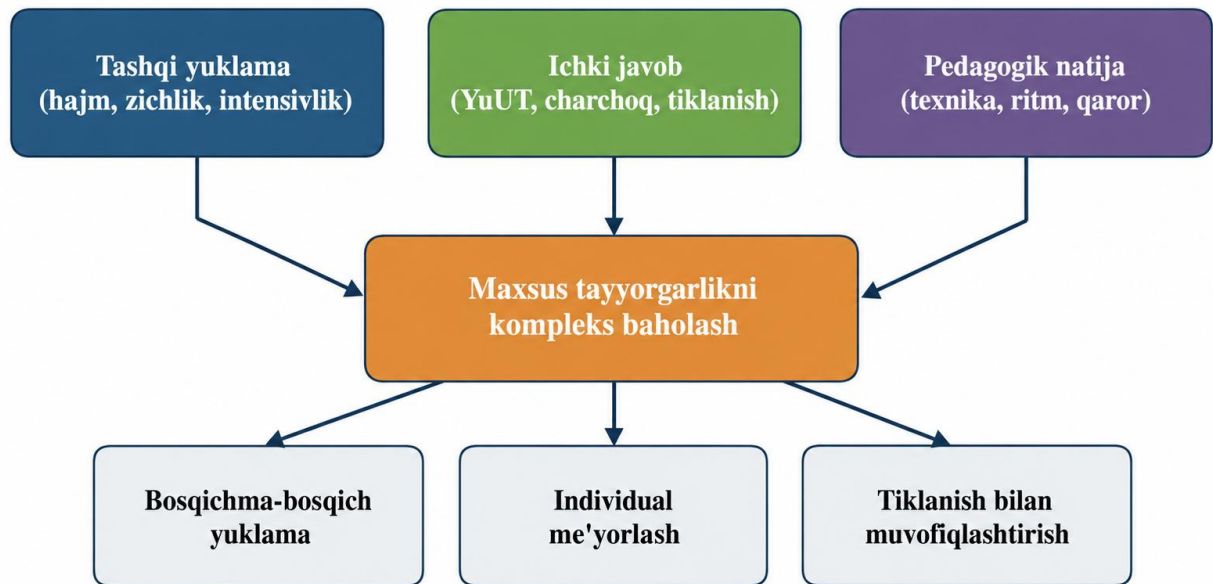 Tashqi yuklama
(hajm, zichlik, intensivlik)
Ichki javob
(YuUT, charchoq, tiklanish)
Pedagogik natija
(texnika, ritm, qaror)
Maxsus tayyorgarlikni
kompleks baholash
Bosqichma-bosqich
yuklama
Individual
me'yorlash
Tiklanish bilan
muvofiqlashtirish